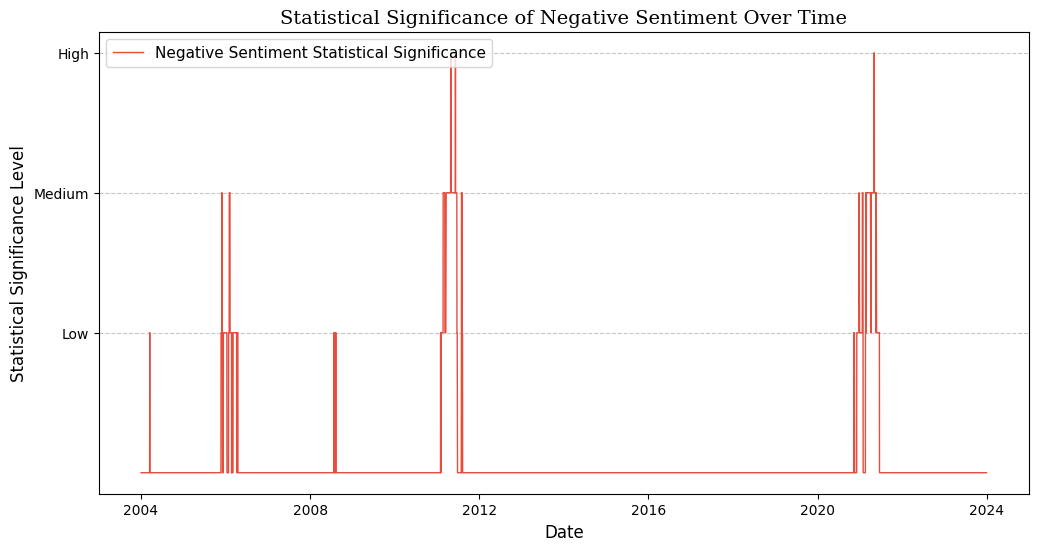 Statistical Significance of Negative Sentiment Over Time
Negative Sentiment Statistical Significance
High
Medium
Low
Statistical Significance Level
2004 2008 2012 2016 2020 2024
Date